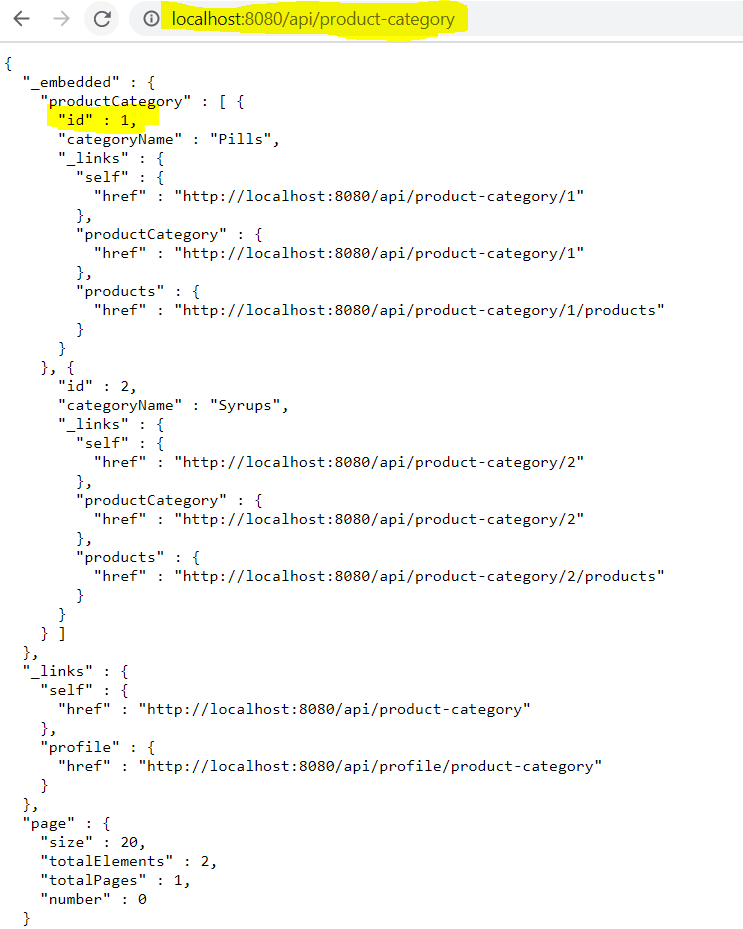 localhost:8080/api/product-category
{
  "_embedded" : {
    "productCategory" : [ {
      "id" : 1,
      "categoryName" : "Pills",
      "_links" : {
        "self" : {
          "href" : "http://localhost:8080/api/product-category/1"
        },
        "productCategory" : {
          "href" : "http://localhost:8080/api/product-category/1"
        },
        "products" : {
          "href" : "http://localhost:8080/api/product-category/1/products"
        }
      }
    }, {
      "id" : 2,
      "categoryName" : "Syrups",
      "_links" : {
        "self" : {
          "href" : "http://localhost:8080/api/product-category/2"
        },
        "productCategory" : {
          "href" : "http://localhost:8080/api/product-category/2"
        },
        "products" : {
          "href" : "http://localhost:8080/api/product-category/2/products"
        }
      }
    } ]
  },
  "_links" : {
    "self" : {
      "href" : "http://localhost:8080/api/product-category"
    },
    "profile" : {
      "href" : "http://localhost:8080/api/profile/product-category"
    }
  },
  "page" : {
    "size" : 20,
    "totalElements" : 2,
    "totalPages" : 1,
    "number" : 0
  }